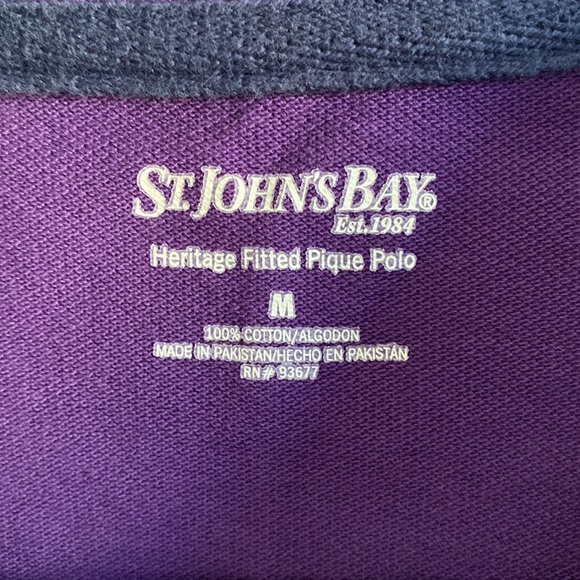 ST. JOHN'S BAY®
Est. 1984
Heritage Fitted Pique Polo
M
100% COTTON/ALGODON
MADE IN PAKISTAN/HECHO EN PAKISTÁN
RN# 93677